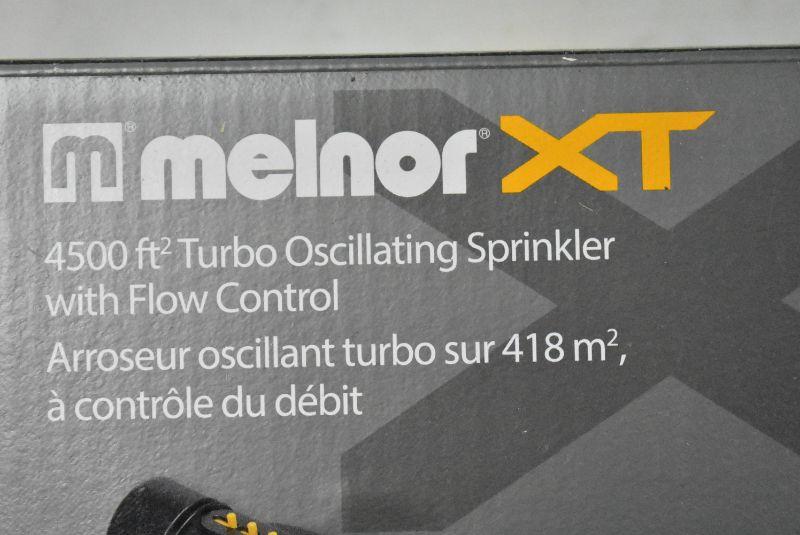 m® melnor® XT
4500 ft² Turbo Oscillating Sprinkler
with Flow Control
Arroseur oscillant turbo sur 418 m²,
à contrôle du débit